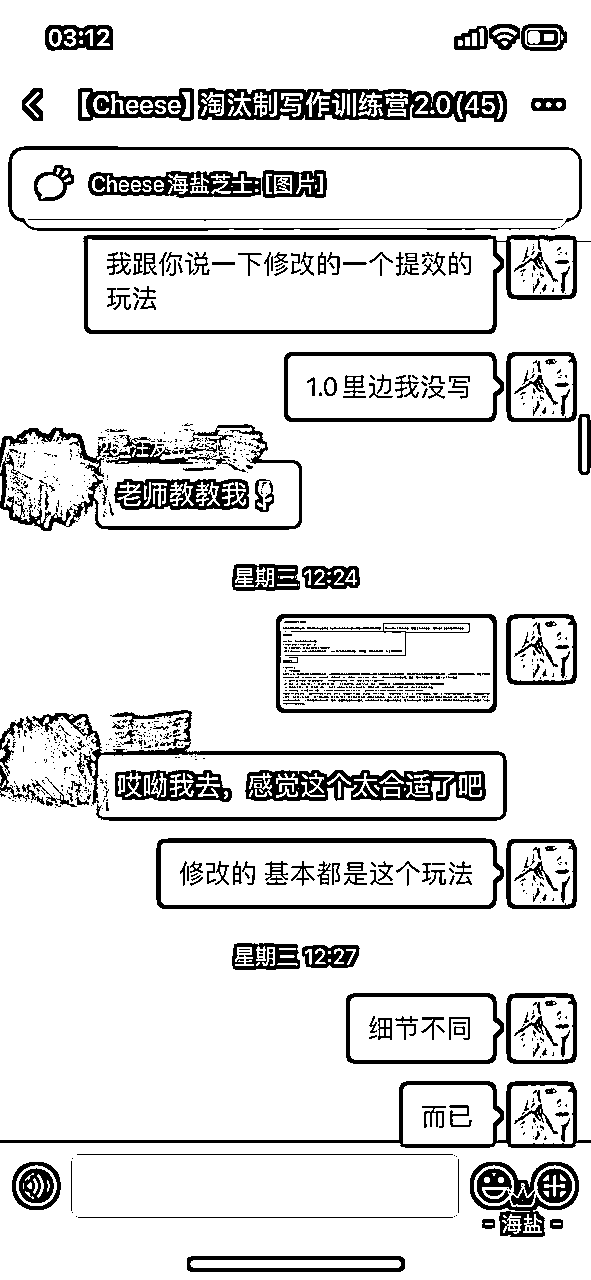 03:12
【Cheese】淘汰制写作训练营2.0(45)
Cheese海盐芝士:[图片]
我跟你说一下修改的一个提效的
玩法
1.0里边我没写
老师教教我
星期三 12:24
哎呦我去，感觉这个太合适了吧
修改的 基本都是这个玩法
星期三 12:27
细节不同
而已
- 海盐 -